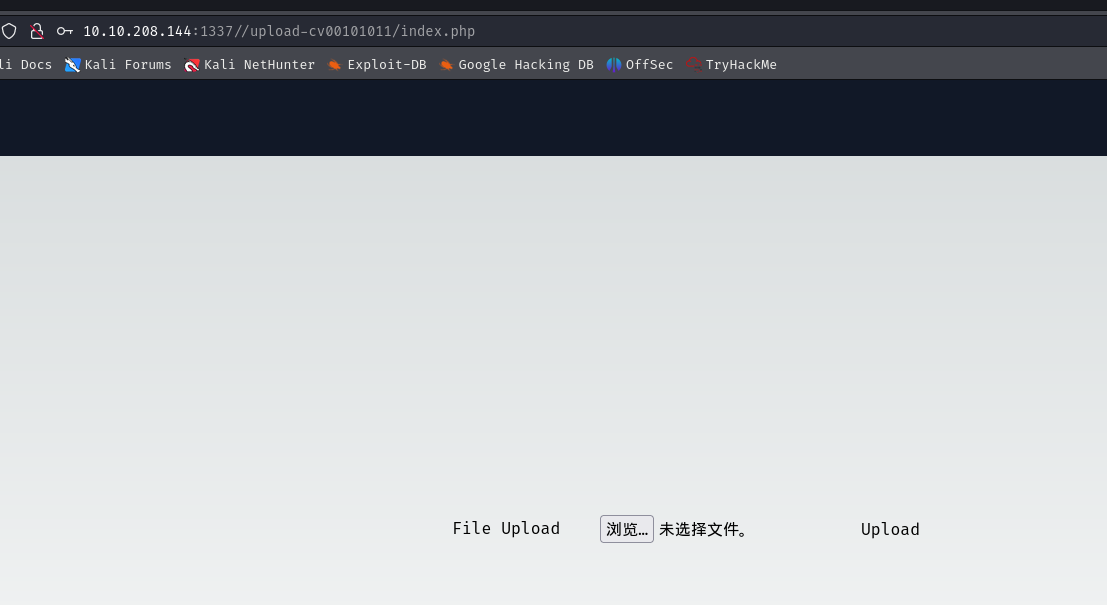 10.10.208.144:1337//upload-cv00101011/index.php
li Docs Kali Forums Kali NetHunter Exploit-DB Google Hacking DB OffSec TryHackMe
File Upload 浏览… 未选择文件。 Upload